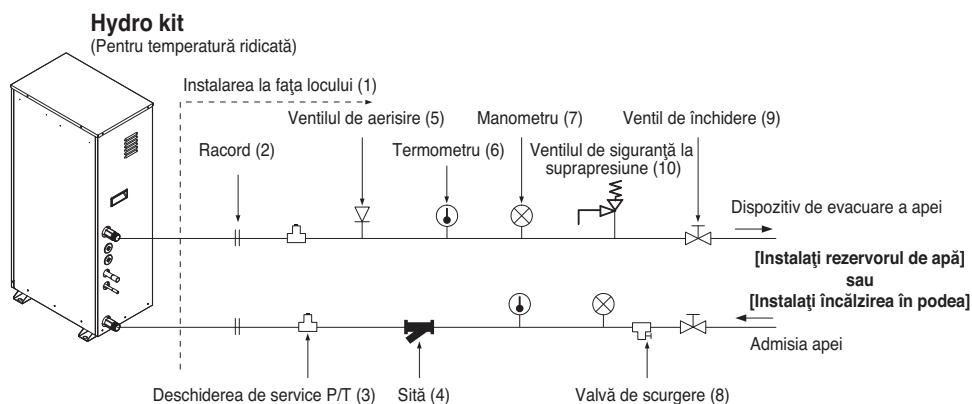 Hydro kit
(Pentru temperatură ridicată)
Instalarea la faţa locului (1)
Ventilul de aerisire (5)
Manometru (7)
Ventil de închidere (9)
Racord (2)
Termometru (6)
Ventilul de siguranţă la
suprapresiune (10)
Dispozitiv de evacuare a apei
[Instalaţi rezervorul de apă]
sau
[Instalaţi încălzirea în podea]
Admisia apei
Deschiderea de service P/T (3)
Sită (4)
Valvă de scurgere (8)